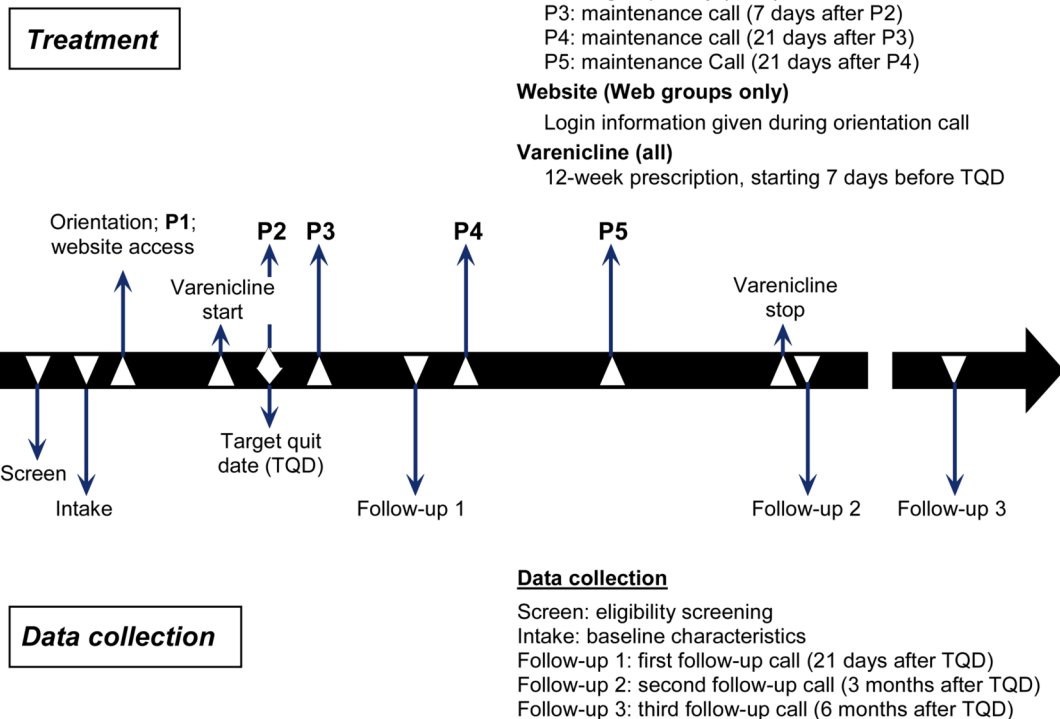 Treatment
P3: maintenance call (7 days after P2)
P4: maintenance call (21 days after P3)
P5: maintenance Call (21 days after P4)
Website (Web groups only)
Login information given during orientation call
Varenicline (all)
12-week prescription, starting 7 days before TQD
Orientation; P1;
website access
Varenicline
start
P2
P3
P4
P5
Varenicline
stop
Screen
Intake
Target quit
date (TQD)
Follow-up 1
Follow-up 2
Follow-up 3
Data collection
Data collection
Screen: eligibility screening
Intake: baseline characteristics
Follow-up 1: first follow-up call (21 days after TQD)
Follow-up 2: second follow-up call (3 months after TQD)
Follow-up 3: third follow-up call (6 months after TQD)